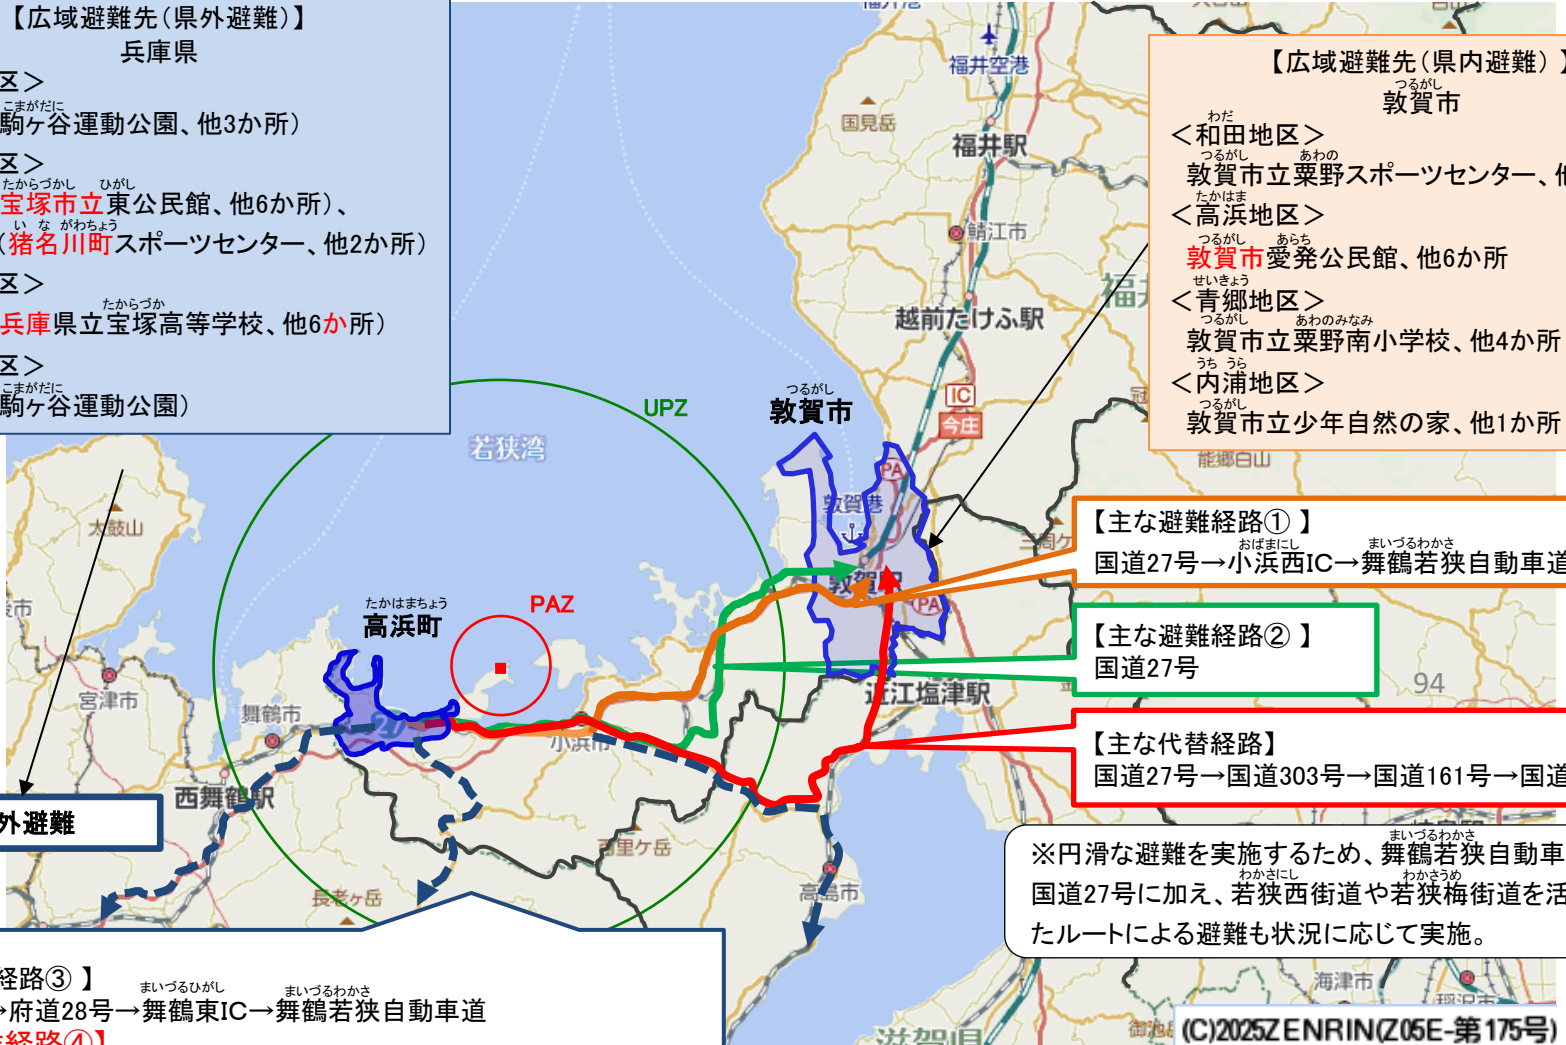 【広域避難先（県外避難）】
兵庫県
区＞
こまがだに
駒ヶ谷運動公園、他3か所）
区＞
たからづかし ひがし
宝塚市立東公民館、他6か所）、
い な がわちょう
（猪名川町スポーツセンター、他2か所）
区＞
たからづか
兵庫県立宝塚高等学校、他6か所）
区＞
こまがだに
駒ヶ谷運動公園）
【広域避難先（県内避難）】
つるがし
敦賀市
わだ
＜和田地区＞
つるがし あわの
敦賀市立粟野スポーツセンター、他
たかはま
＜高浜地区＞
つるがし あらち
敦賀市愛発公民館、他6か所
せいきょう
＜青郷地区＞
つるがし あわのみなみ
敦賀市立粟野南小学校、他4か所
うち うら
＜内浦地区＞
つるがし
敦賀市立少年自然の家、他1か所
福井港
福井空港
国見岳
福井駅
鯖江市
越前たけふ駅
福井
IC
今庄
冠
能郷白山
UPZ
若狭湾
つるがし
敦賀市
PA
敦賀港
敦賀駅
PA
三周ヶ
太鼓山
たかはまちょう
高浜町
PAZ
市
宮津市
舞鶴市
27
小浜市
近江塩津駅
西舞鶴駅
外避難
百里ケ岳
長老ヶ岳
高島市
【主な避難経路①】
おばまにし まいづるわかさ
国道27号→小浜西IC→舞鶴若狭自動車道
【主な避難経路②】
国道27号
94
【主な代替経路】
国道27号→国道303号→国道161号→国道
まいづるわかさ
※円滑な避難を実施するため、舞鶴若狭自動車
わかさにし わかさうめ
国道27号に加え、若狭西街道や若狭梅街道を活
たルートによる避難も状況に応じて実施。
経路③】
まいづるひがし まいづるわかさ
→府道28号→舞鶴東IC→舞鶴若狭自動車道
経路④】
海津市
稲沢市
御池岳
滋賀県
(C)2025ZENRIN(Z05E-第175号)